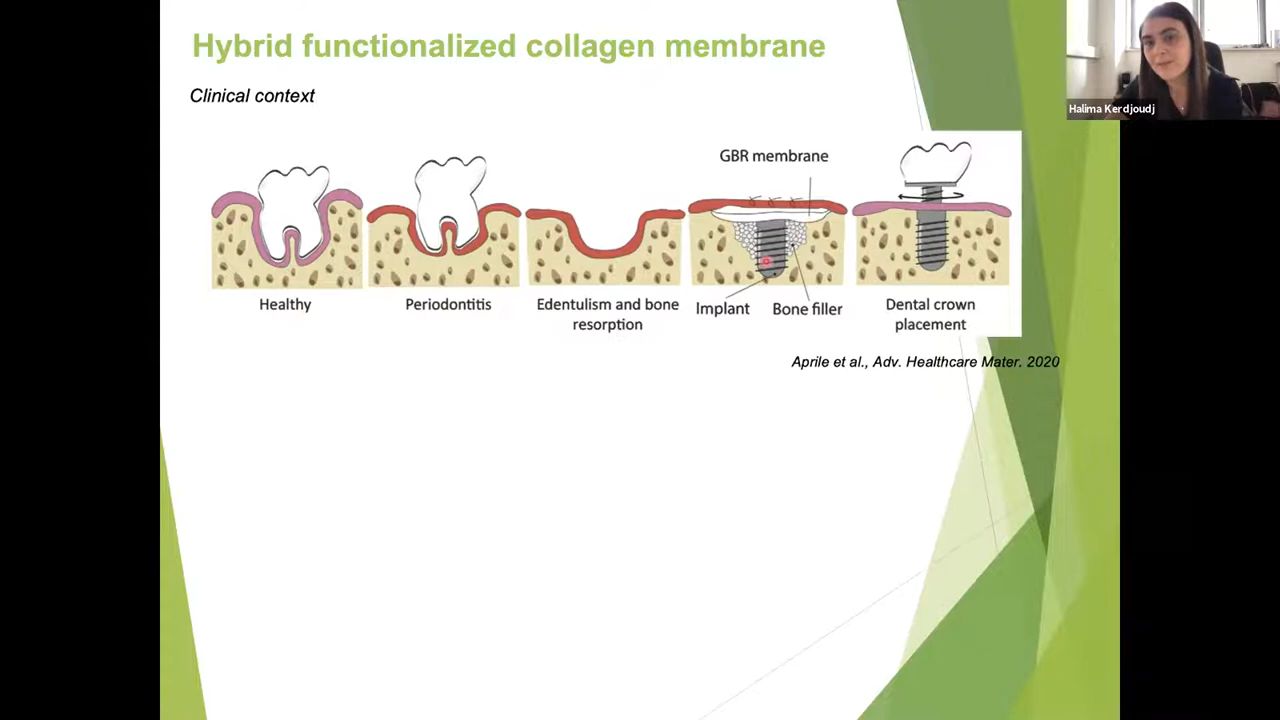 Hybrid functionalized collagen membrane
Halima Kerdjoudj
Clinical context
GBR membrane
Healthy
Periodontitis
Edentulism and bone
resorption
Implant
Bone filler
Dental crown
placement
Aprile et al., Adv. Healthcare Mater. 2020